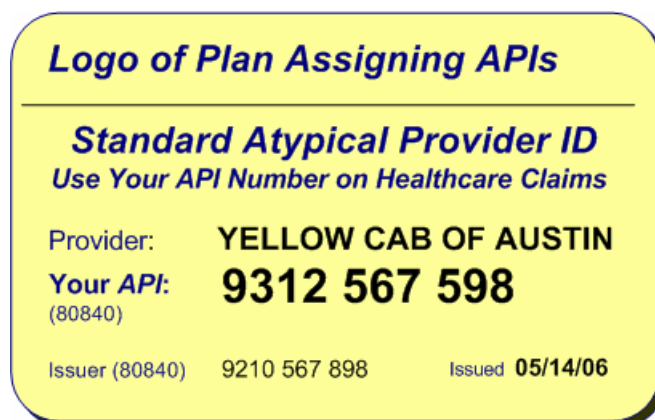 Logo of Plan Assigning APIs
Standard Atypical Provider ID
Use Your API Number on Healthcare Claims
Provider: YELLOW CAB OF AUSTIN
Your API: 9312 567 598
(80840)
Issuer (80840) 9210 567 898 Issued 05/14/06